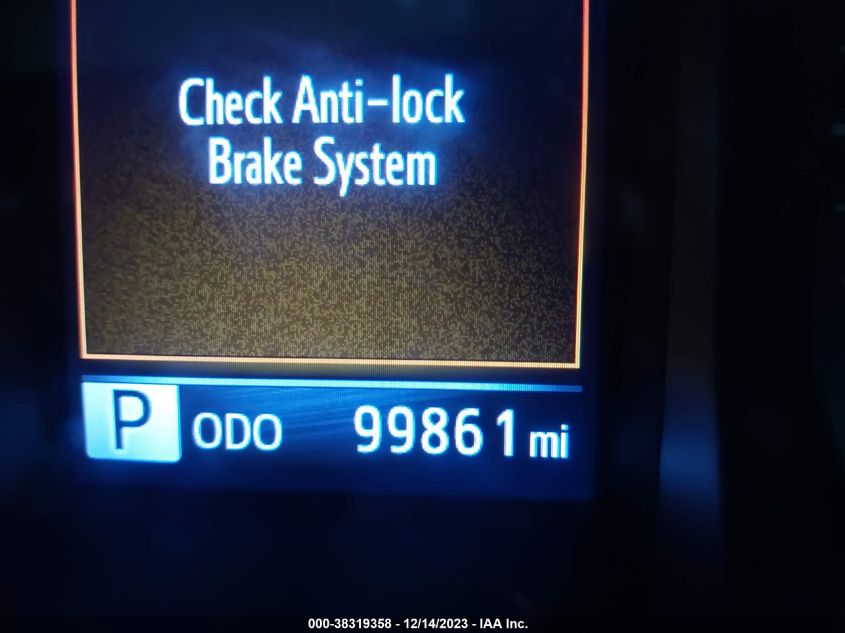 Check Anti-lock
Brake System
P ODO 99861 mi
000-38319358 - 12/14/2023 - IAA Inc.